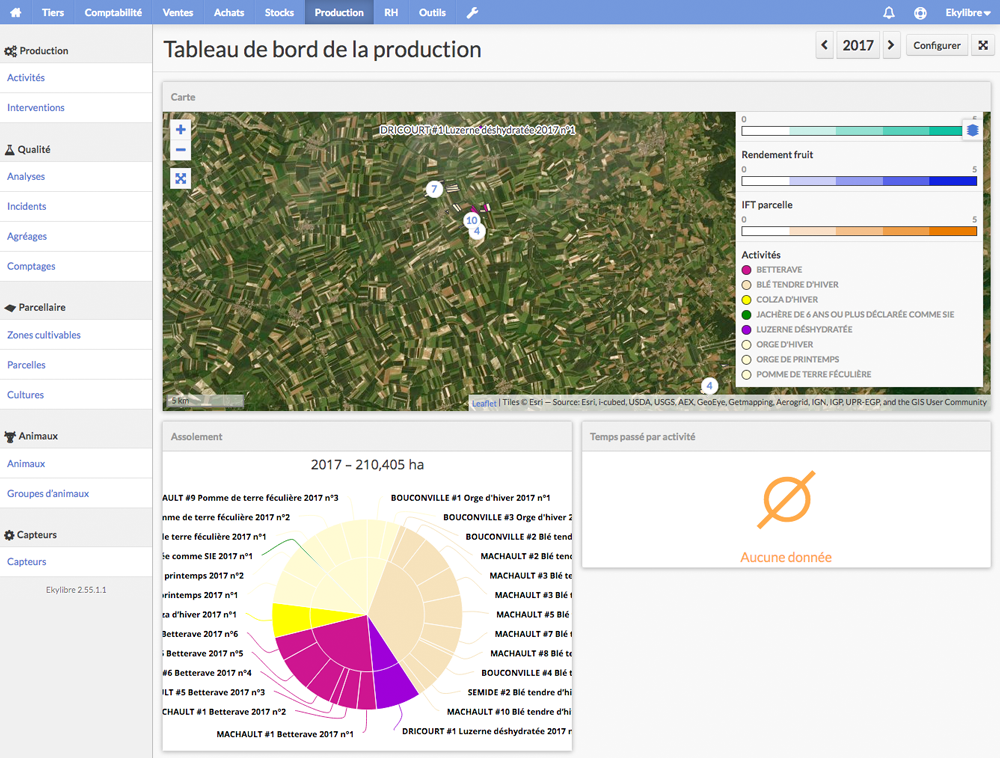 Tiers Comptabilité Ventes Achats Stocks Production RH Outils Ekylibre
Production
Activités
Interventions
Qualité
Analyses
Incidents
Agréages
Comptages
Parcellaire
Zones cultivables
Parcelles
Cultures
Animaux
Animaux
Groupes d'animaux
Capteurs
Capteurs
Ekylibre 2.55.1.1
Tableau de bord de la production
2017
Configurer
Carte
+
−
DRICOURT #1 Luzerne déshydratée 2017 n°1
7
10
4
4
5 km
0
Rendement fruit
0 5
IFT parcelle
0 5
Activités
BETTERAVE
BLÉ TENDRE D'HIVER
COLZA D'HIVER
JACHÈRE DE 6 ANS OU PLUS DÉCLARÉE COMME SIE
LUZERNE DÉSHYDRATÉE
ORGE D'HIVER
ORGE DE PRINTEMPS
POMME DE TERRE FÉCULIÈRE
Leaflet | Tiles © Esri — Source: Esri, i-cubed, USDA, USGS, AEX, GeoEye, Getmapping, Aerogrid, IGN, IGP, UPR-EGP, and the GIS User Community
Assolement
2017 – 210,405 ha
AULT #9 Pomme de terre féculière 2017 n°3
nme de terre féculière 2017 n°2
le terre féculière 2017 n°1
ée comme SIE 2017 n°1
printemps 2017 n°2
rintemps 2017 n°1
za d'hiver 2017 n°1
Betterave 2017 n°6
Betterave 2017 n°5
#6 Betterave 2017 n°4
ULT #5 Betterave 2017 n°3
CHAULT #1 Betterave 2017 n°2
MACHAULT #1 Betterave 2017 n°1
BOUCONVILLE #1 Orge d'hiver 2017 n°1
BOUCONVILLE #3 Orge d'hiver 2
BOUCONVILLE #2 Blé tend
MACHAULT #2 Blé tend
MACHAULT #3 Blé te
MACHAULT #3 Blé t
MACHAULT #5 Blé t
MACHAULT #7 Blé t
MACHAULT #8 Blé te
BOUCONVILLE #4 Blé t
SEMIDE #2 Blé tendre d'hi
MACHAULT #10 Blé tendre d'hi
DRICOURT #1 Luzerne déshydratée 2017 n
Temps passé par activité
Aucune donnée